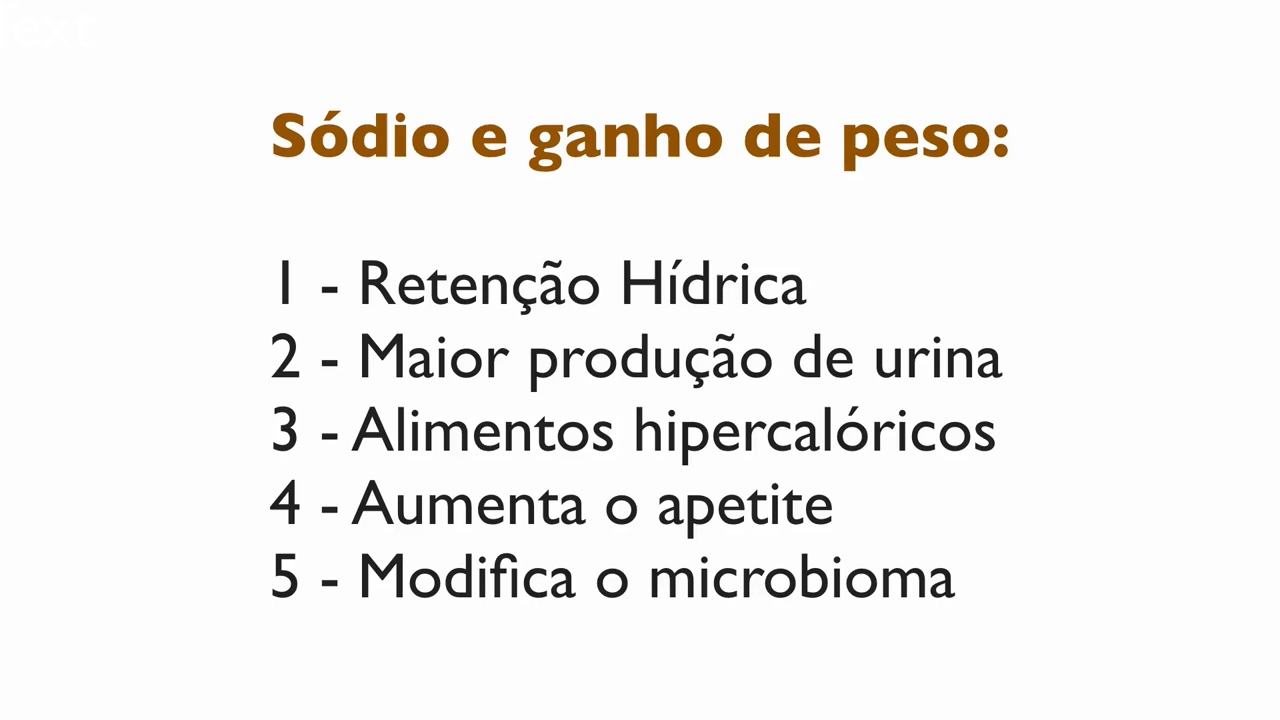 Text
Sódio e ganho de peso:
1 - Retenção Hídrica
2 - Maior produção de urina
3 - Alimentos hipercalóricos
4 - Aumenta o apetite
5 - Modifica o microbioma